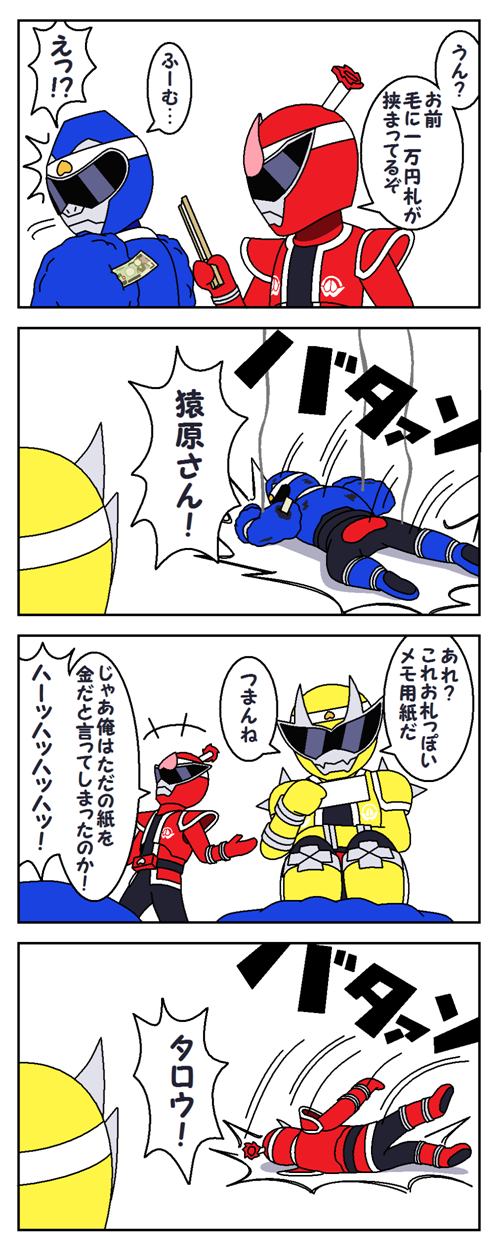 うん？
お前
毛に一万円札が
挟まってるぞ
ふーむ…
えっ!?
バタァン
猿原さん！
あれ？
これお札っぽい
メモ用紙だ
つまんね
じゃあ俺はただの紙を
金だと言ってしまったのか！
ハーッハッハッハッ！
バタァン
タロウ！